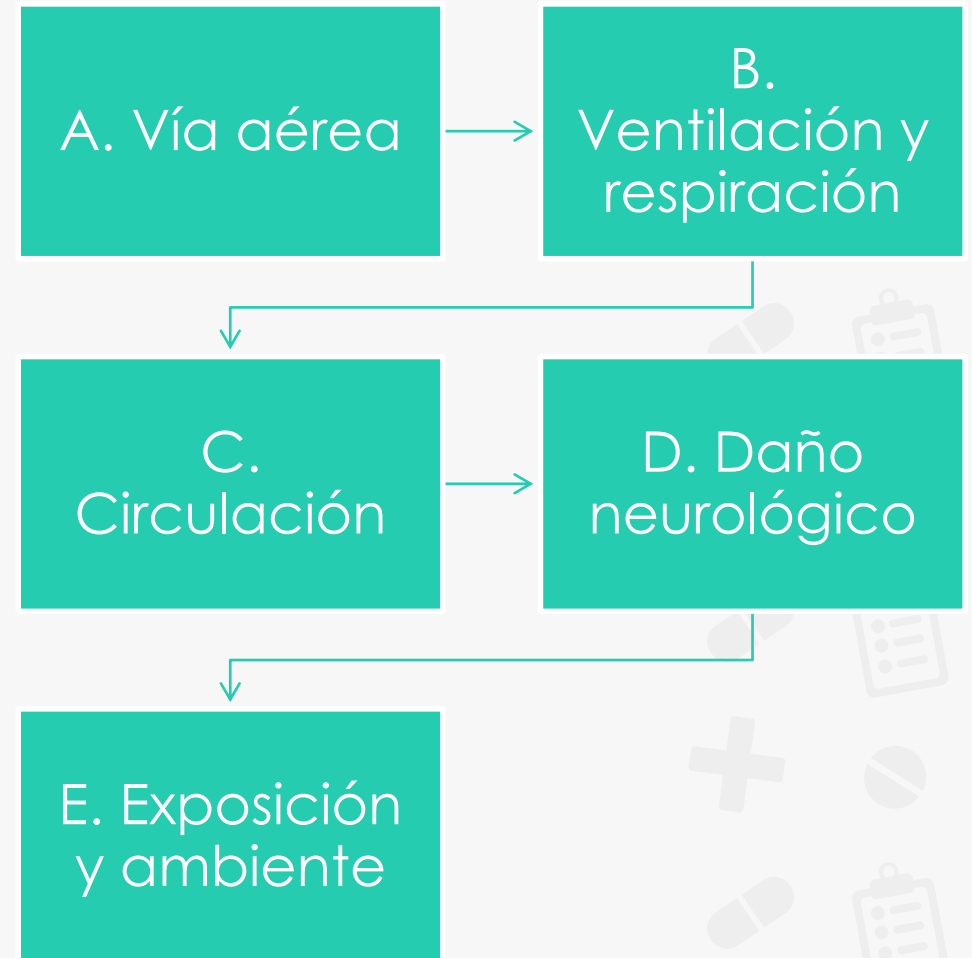 A. Vía aérea
B.
Ventilación y
respiración
C.
Circulación
D. Daño
neurológico
E. Exposición
y ambiente